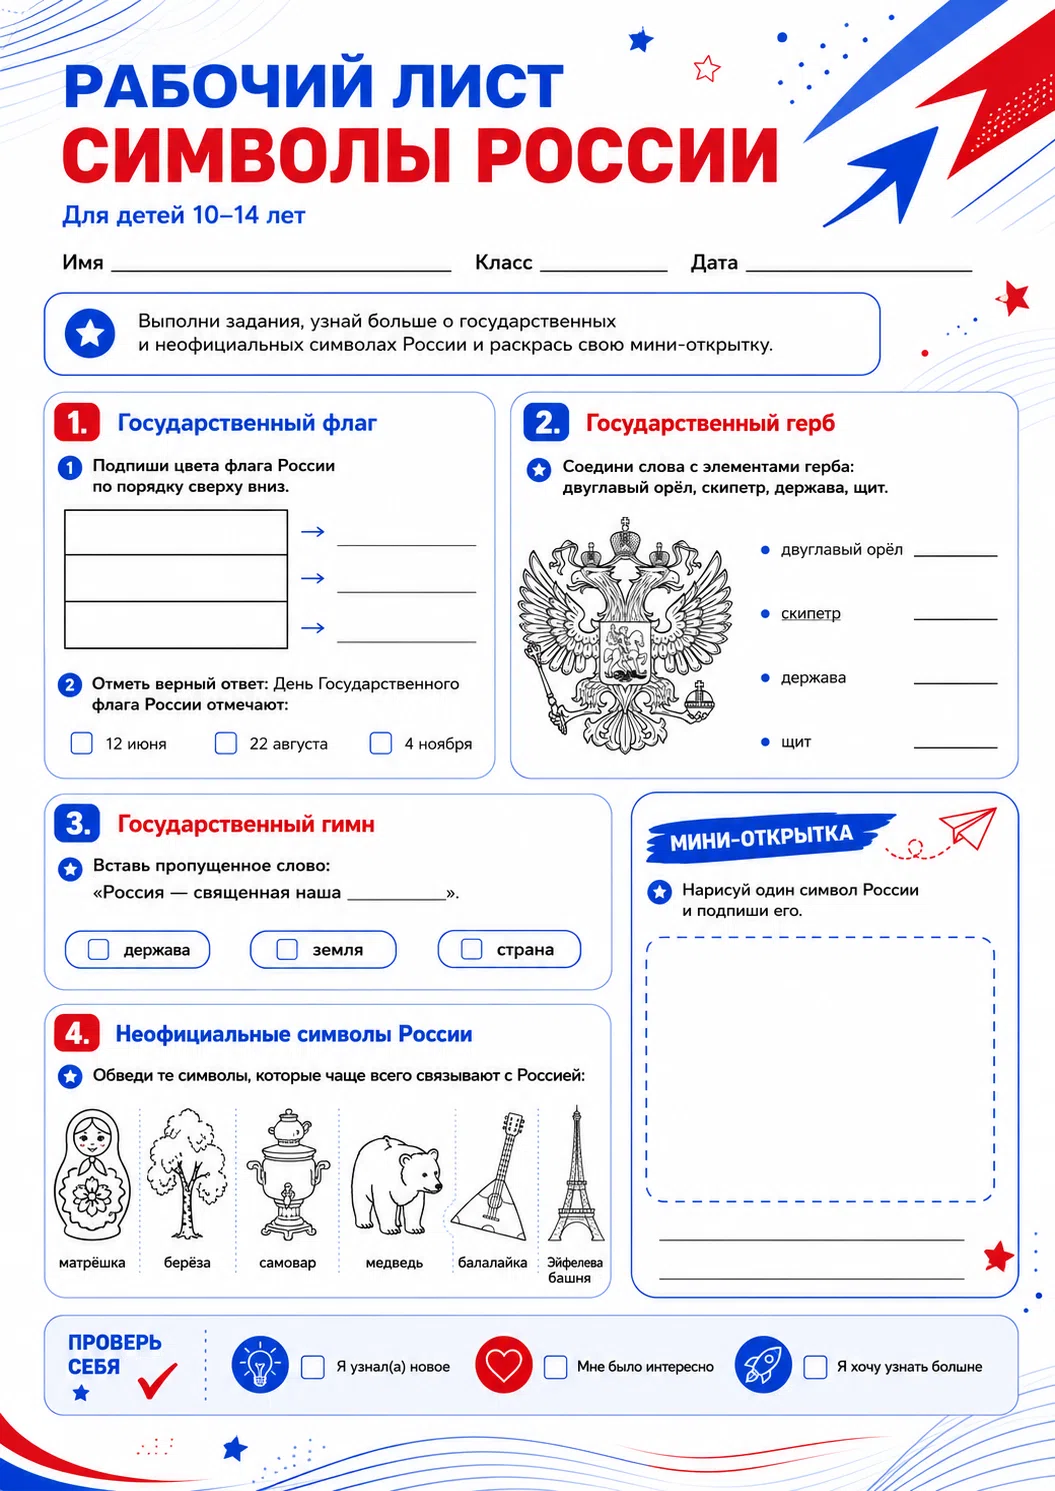 РАБОЧИЙ ЛИСТ
СИМВОЛЫ РОССИИ
Для детей 10–14 лет
Имя ____ Класс ____ Дата ____
Выполни задания, узнай больше о государственных
и неофициальных символах России и раскрась свою мини-открытку.
1. Государственный флаг
1 Подпиши цвета флага России
по порядку сверху вниз.
2 Отметь верный ответ: День Государственного
флага России отмечают:
12 июня 22 августа 4 ноября
2. Государственный герб
Соедини слова с элементами герба:
двуглавый орёл, скипетр, держава, щит.
двуглавый орёл
скипетр
держава
щит
3. Государственный гимн
Вставь пропущенное слово:
«Россия — священная наша __________».
держава земля страна
4. Неофициальные символы России
Обведи те символы, которые чаще всего связывают с Россией:
матрёшка берёза самовар медведь балалайка Эйфелева
башня
МИНИ-ОТКРЫТКА
Нарисуй один символ России
и подпиши его.
ПРОВЕРЬ
СЕБЯ
Я узнал(а) новое Мне было интересно Я хочу узнать болшне